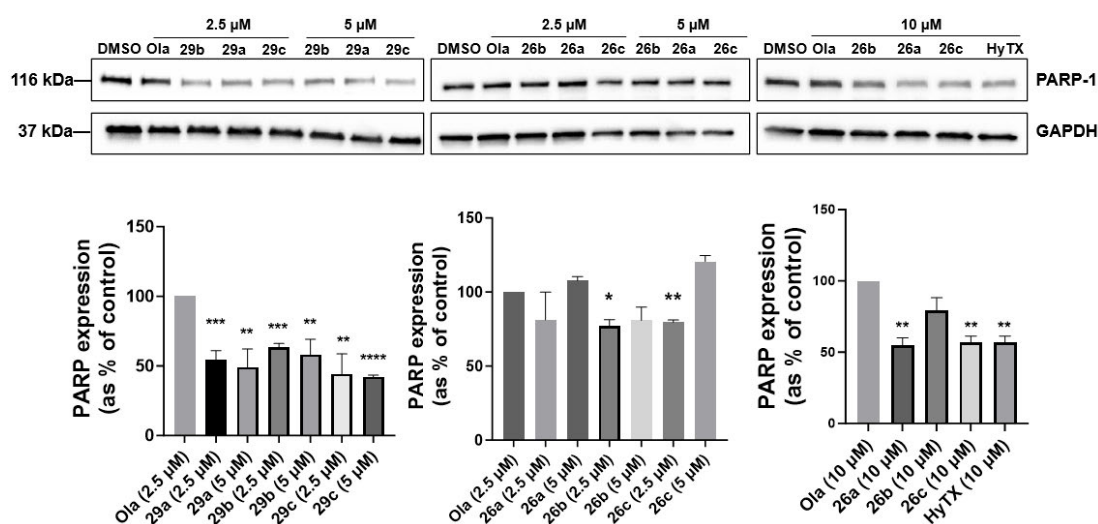 2.5 µM 5 µM 2.5 µM 5 µM 10 µM
DMSO Ola 29b 29a 29c 29b 29a 29c DMSO Ola 26b 26a 26c 26b 26a 26c DMSO Ola 26b 26a 26c HyTX
116 kDa PARP-1
37 kDa GAPDH
PARP expression
(as % of control)
150
100
50
0
*** ** *** ** ** ****
Ola (2.5 µM) 29a (2.5 µM) 29a (5 µM) 29b (2.5 µM) 29b (5 µM) 29c (2.5 µM) 29c (5 µM)
PARP expression
(as % of control)
150
100
50
0
* **
Ola (2.5 µM) 26a (2.5 µM) 26a (5 µM) 26b (2.5 µM) 26b (5 µM) 26c (2.5 µM) 26c (5 µM)
PARP expression
(as % of control)
150
100
50
0
** ** **
Ola (10 µM) 26a (10 µM) 26b (10 µM) 26c (10 µM) HyTX (10 µM)